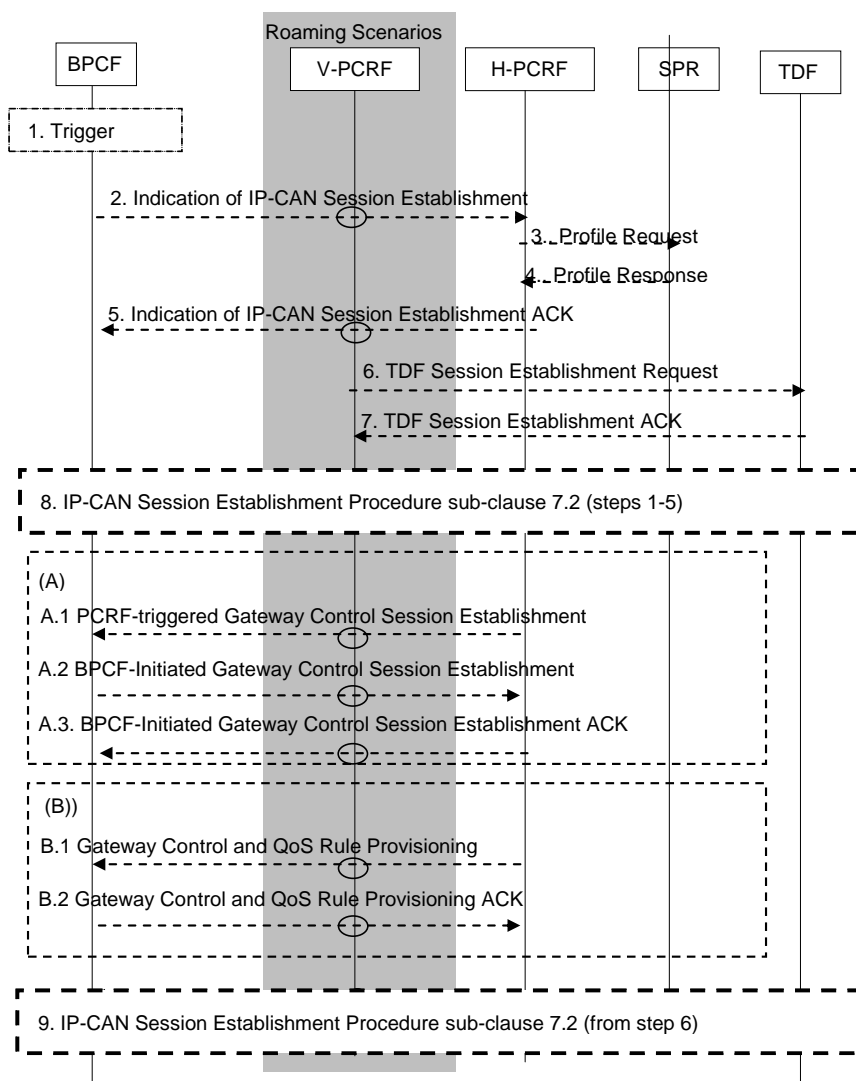 Roaming Scenarios
BPCF
V-PCRF
H-PCRF
SPR
TDF
1. Trigger
2. Indication of IP-CAN Session Establishment
3.. Profile Request
4.. Profile Response
5. Indication of IP-CAN Session Establishment ACK
6. TDF Session Establishment Request
7. TDF Session Establishment ACK
8. IP-CAN Session Establishment Procedure sub-clause 7.2 (steps 1-5)
(A)
A.1 PCRF-triggered Gateway Control Session Establishment
A.2 BPCF-Initiated Gateway Control Session Establishment
A.3. BPCF-Initiated Gateway Control Session Establishment ACK
(B))
B.1 Gateway Control and QoS Rule Provisioning
B.2 Gateway Control and QoS Rule Provisioning ACK
9. IP-CAN Session Establishment Procedure sub-clause 7.2 (from step 6)